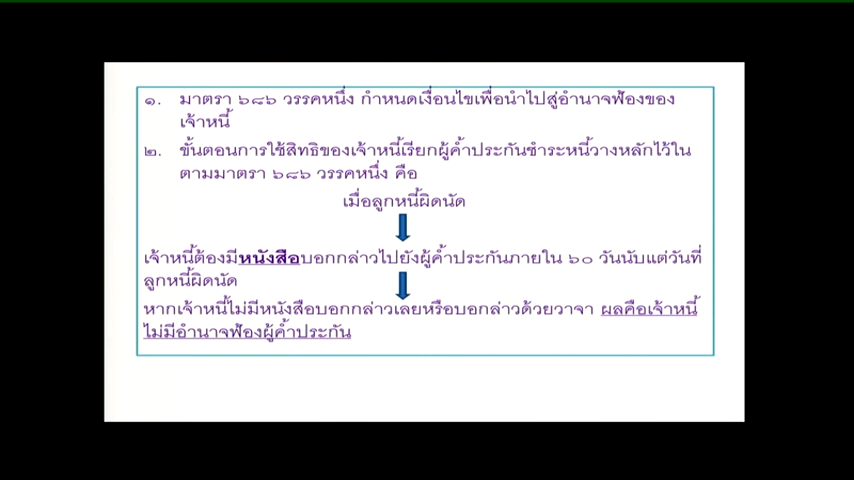 ๑. มาตรา ๖๘๖ วรรคหนึ่ง กำหนดเงื่อนไขเพื่อนำไปสู่อำนาจฟ้องของ
เจ้าหนี้
๒. ขั้นตอนการใช้สิทธิของเจ้าหนี้เรียกผู้ค้ำประกันชำระหนี้วางหลักไว้ใน
ตามมาตรา ๖๘๖ วรรคหนึ่ง คือ
เมื่อลูกหนี้ผิดนัด
เจ้าหนี้ต้องมีหนังสือบอกกล่าวไปยังผู้ค้ำประกันภายใน ๖๐ วันนับแต่วันที่
ลูกหนี้ผิดนัด
หากเจ้าหนี้ไม่มีหนังสือบอกกล่าวเลยหรือบอกกล่าวด้วยวาจา ผลคือเจ้าหนี้
ไม่มีอำนาจฟ้องผู้ค้ำประกัน